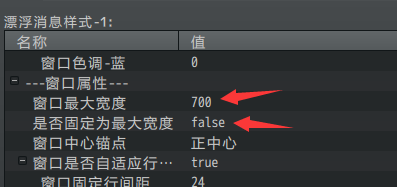 漂浮消息样式-1:
名称 值
窗口色调-蓝 0
---窗口属性---
窗口最大宽度 700
是否固定为最大宽度 false
窗口中心锚点 正中心
窗口是否自适应行… true
窗口固定行间距 24